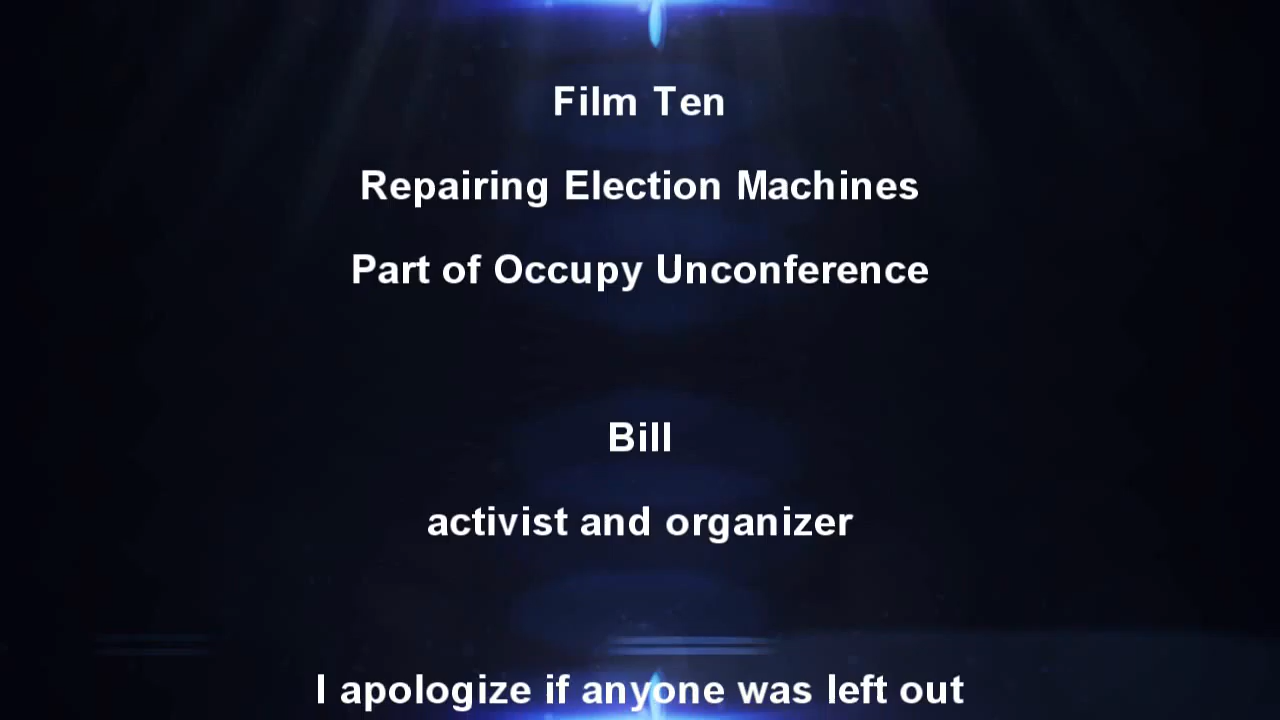 Film Ten
Repairing Election Machines
Part of Occupy Unconference
Bill
activist and organizer
I apologize if anyone was left out